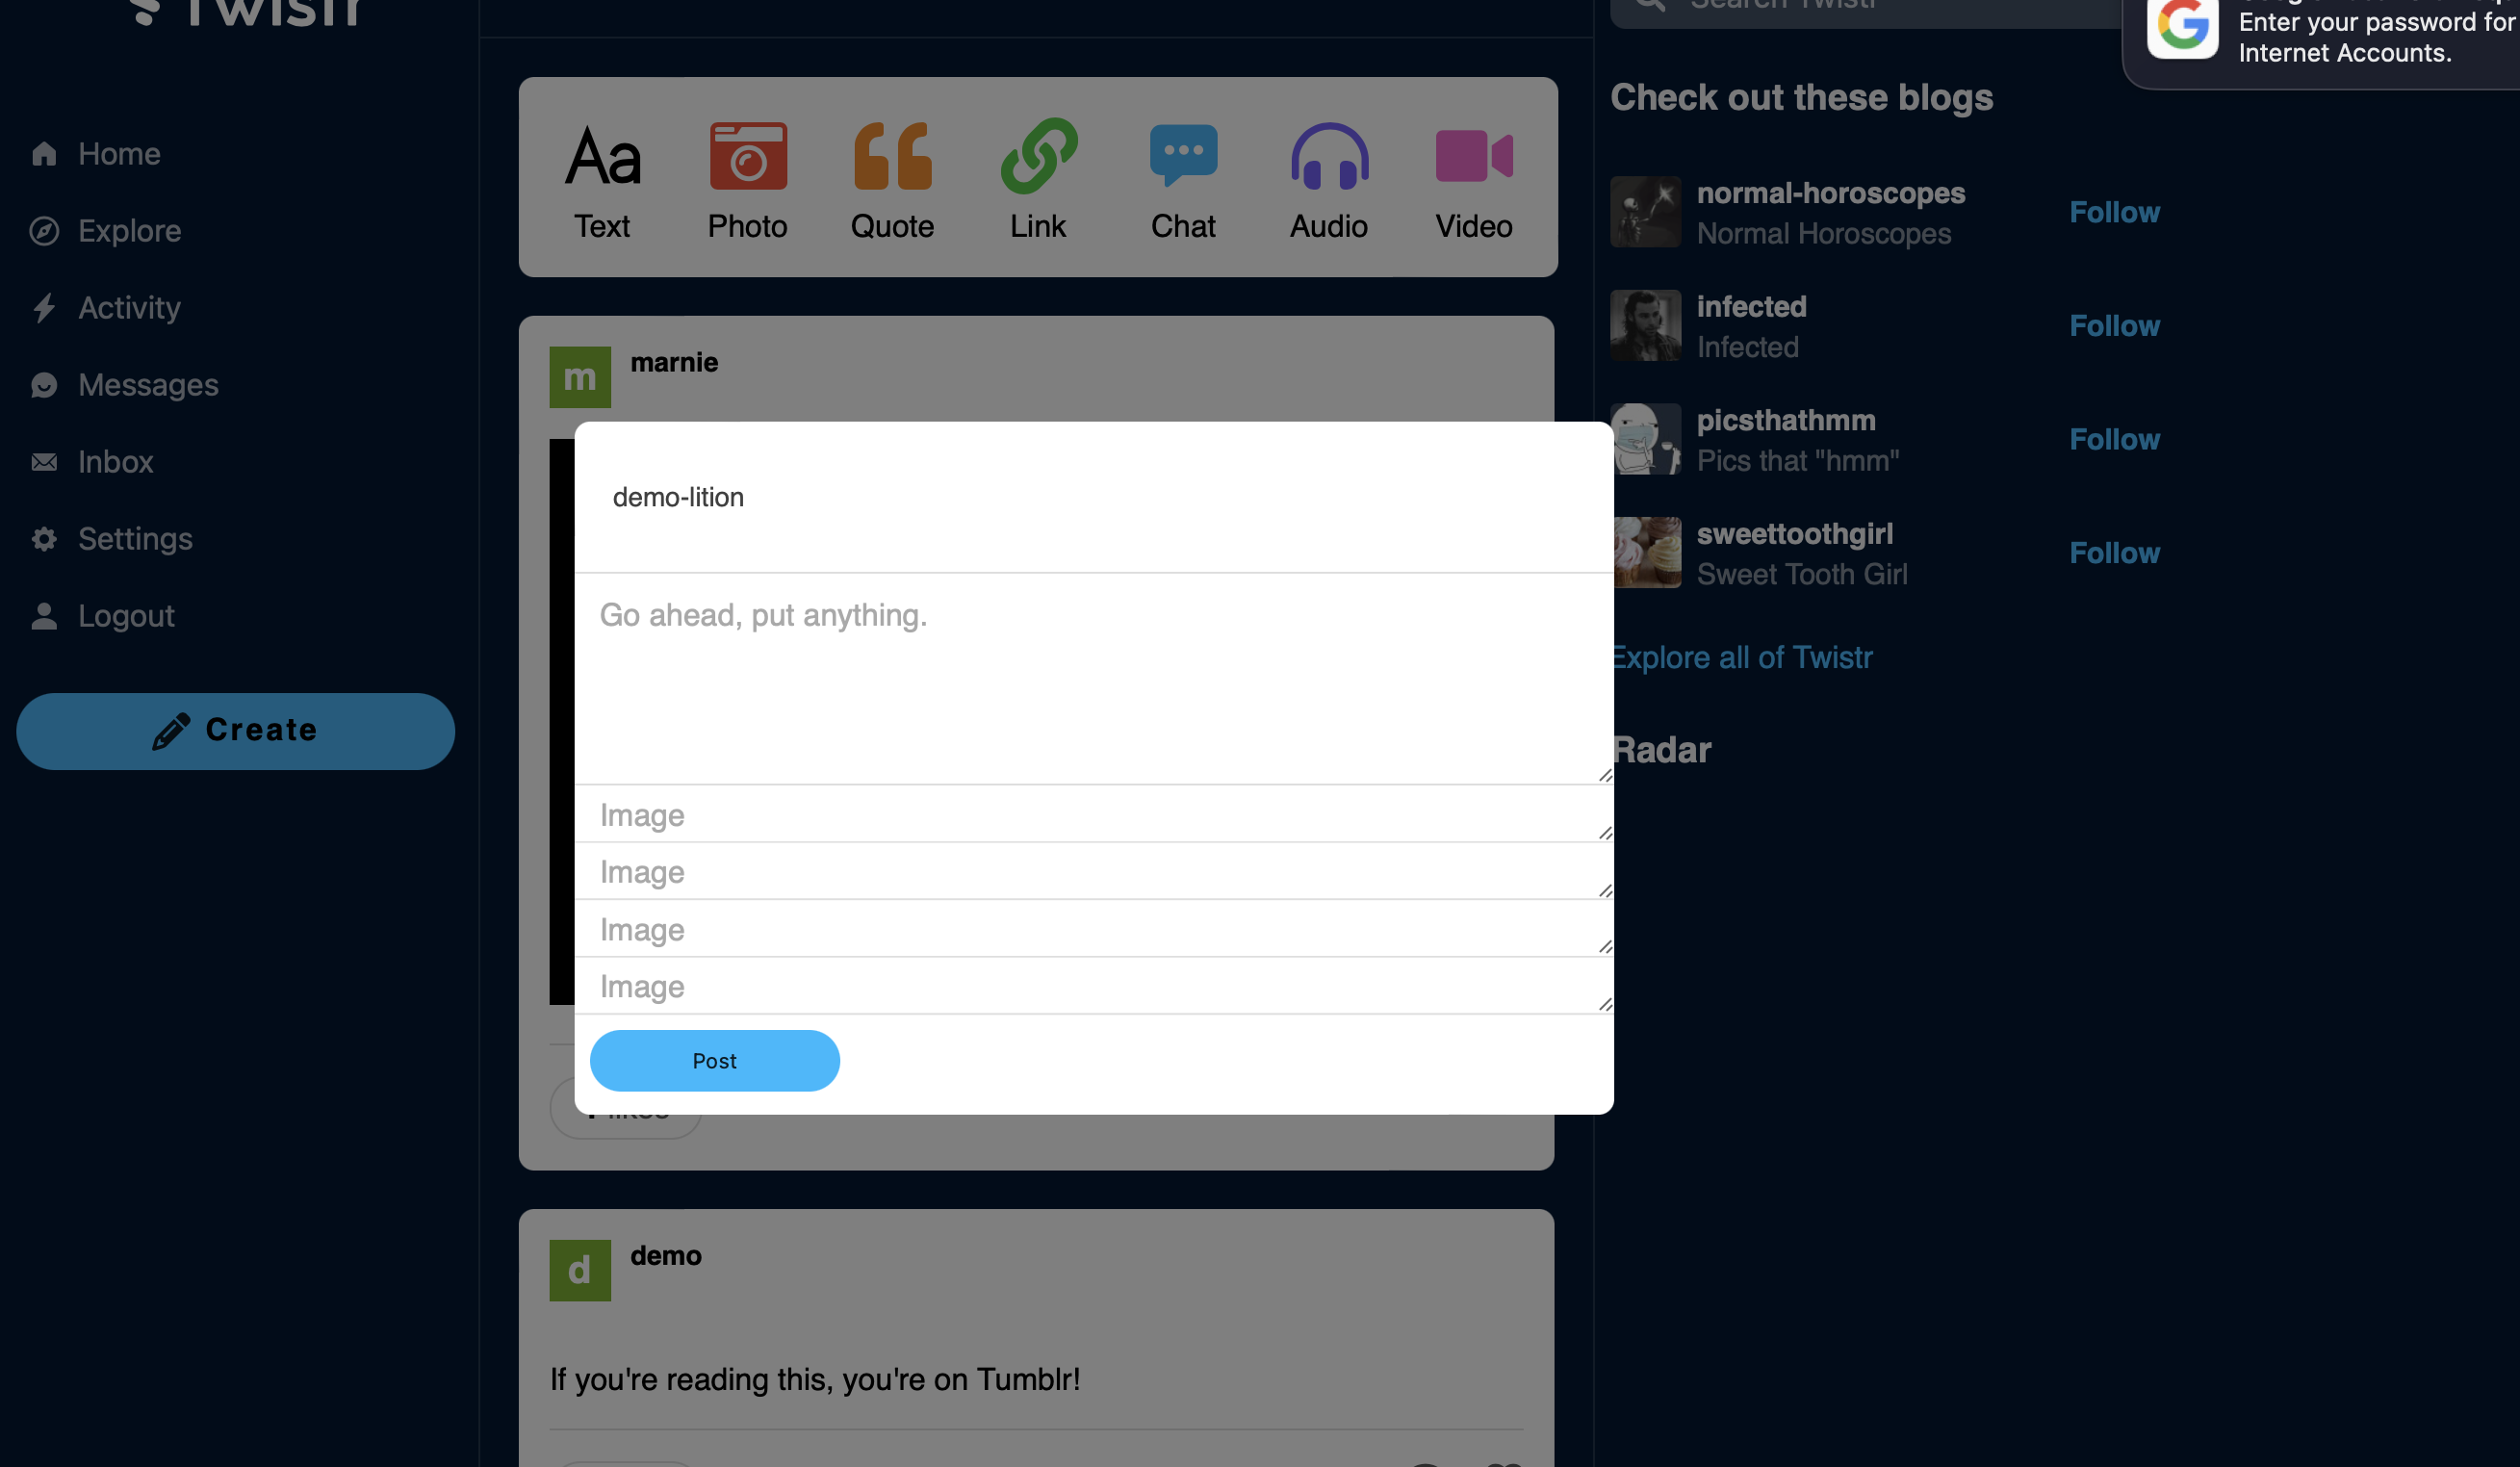 Twistr
Home
Explore
Activity
Messages
Inbox
Settings
Logout
Create
Aa
Text
Photo
Quote
Link
Chat
Audio
Video
m
marnie
demo-lition
Go ahead, put anything.
Image
Image
Image
Image
Post
likes
d
demo
If you're reading this, you're on Tumblr!
Search Twistr
Check out these blogs
normal-horoscopes
Normal Horoscopes
Follow
infected
Infected
Follow
picsthathmm
Pics that "hmm"
Follow
sweettoothgirl
Sweet Tooth Girl
Follow
Explore all of Twistr
Radar
Enter your password for
Internet Accounts.